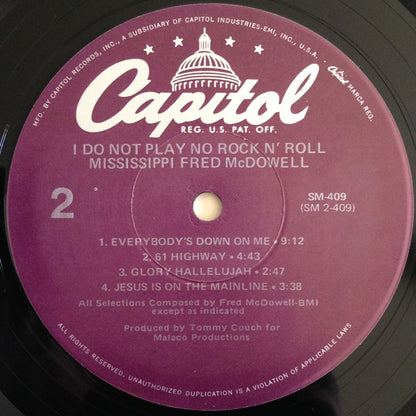 MFD. BY CAPITOL RECORDS, INC., A SUBSIDIARY OF CAPITOL INDUSTRIES-EMI, INC., U.S.A.
Capitol
MARCA REG.
REG. U.S. PAT. OFF.
I DO NOT PLAY NO ROCK N' ROLL
MISSISSIPPI FRED McDOWELL
2
SM-409
(SM 2-409)
1. EVERYBODY'S DOWN ON ME • 9:12
2. 61 HIGHWAY • 4:43
3. GLORY HALLELUJAH • 2:47
4. JESUS IS ON THE MAINLINE • 3:38
All Selections Composed by Fred McDowell-BMI
except as indicated
Produced by Tommy Couch for
Malaco Productions
ALL RIGHTS RESERVED. UNAUTHORIZED DUPLICATION IS A VIOLATION OF APPLICABLE LAWS